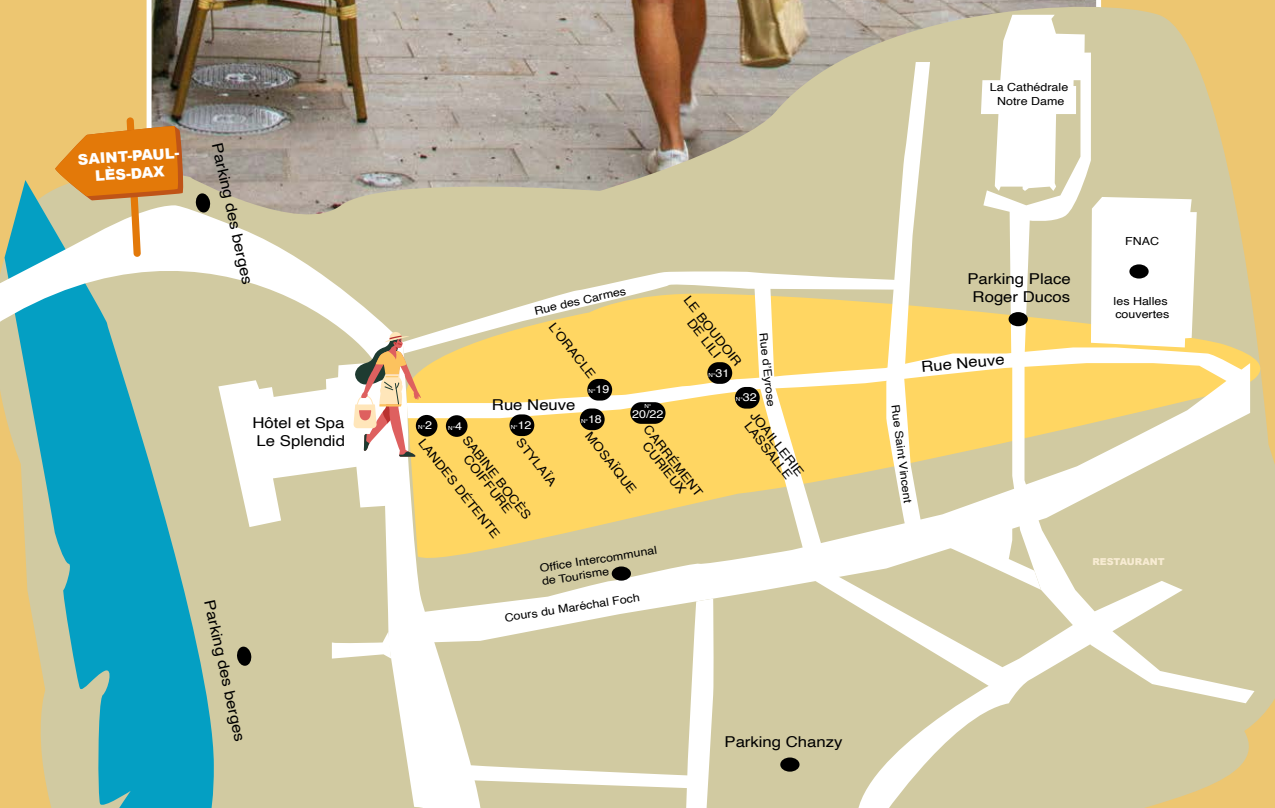 La Cathédrale
Notre Dame
SAINT-PAUL-
LÈS-DAX
Parking des berges
FNAC
les Halles
couvertes
Parking Place
Roger Ducos
Rue des Carmes
L'ORACLE
LE BOUDOIR
DE LILI
Rue d'Eyrose
Rue Neuve
N°31
N°19
N°32
Rue Neuve
N°
20/22
N°18
N°12
N°2
N°4
Hôtel et Spa
Le Splendid
LANDES DÉTENTE
SABINE BOCÈS
COIFFURE
STYLAÏA
MOSAÏQUE
CARRÉMENT
CURIEUX
JOAILLERIE
LASSALLE
Rue Saint Vincent
Office Intercommunal
de Tourisme
RESTAURANT
Cours du Maréchal Foch
Parking des berges
Parking Chanzy